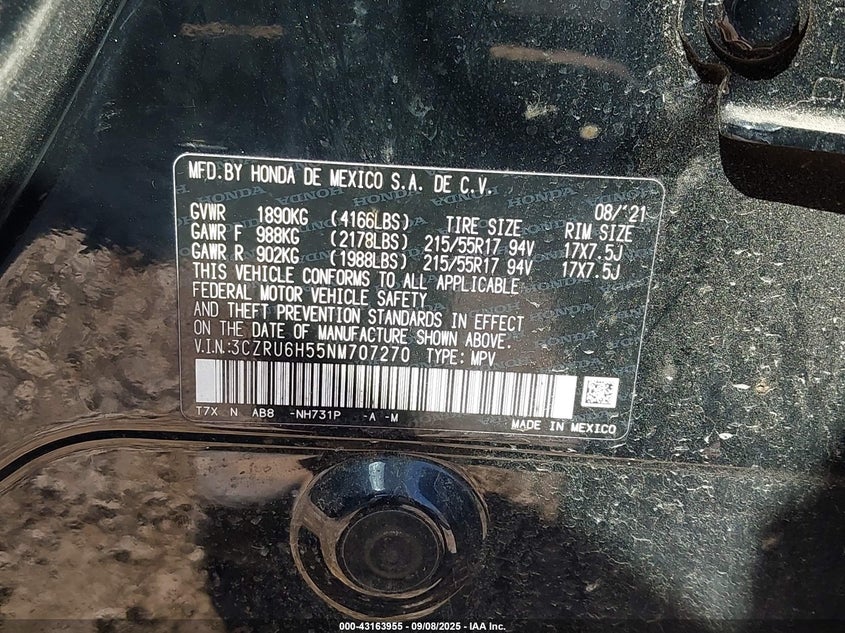 MFD.BY HONDA DE MEXICO S.A. DE C.V.
08/'21
GVWR 1890KG (4166LBS) TIRE SIZE RIM SIZE
GAWR F 988KG (2178LBS) 215/55R17 94V 17X7.5J
GAWR R 902KG (1988LBS) 215/55R17 94V 17X7.5J
THIS VEHICLE CONFORMS TO ALL APPLICABLE
FEDERAL MOTOR VEHICLE SAFETY
AND THEFT PREVENTION STANDARDS IN EFFECT
ON THE DATE OF MANUFACTURE SHOWN ABOVE.
V.I.N.:3CZRU6H55NM707270 TYPE: MPV
T7X N AB8 -NH731P -A -M
MADE IN MEXICO
000-43163955 - 09/08/2025 - IAA Inc.